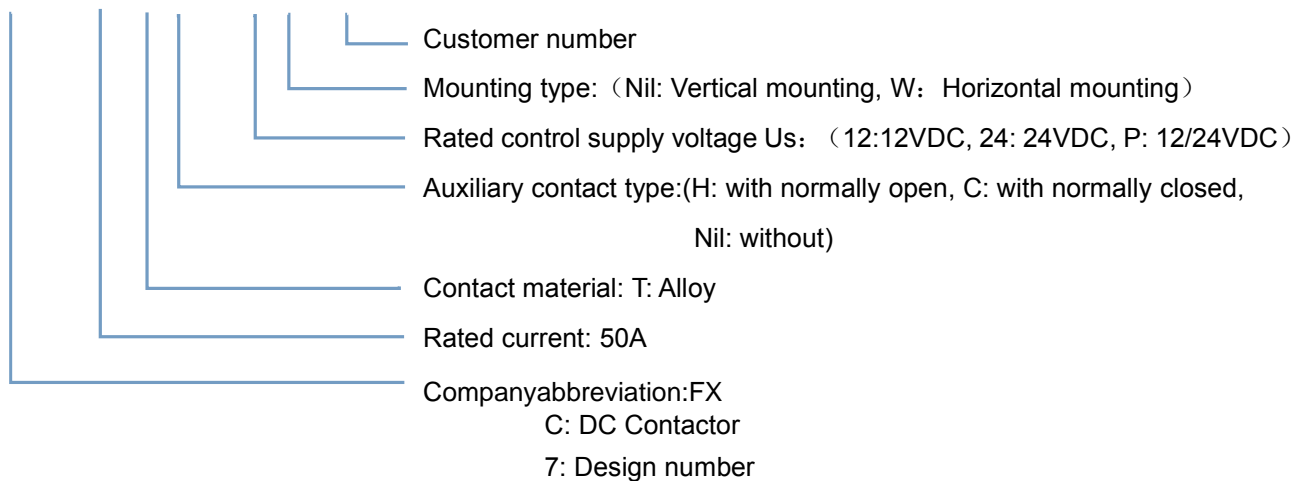 Customer number
Mounting type:（Nil: Vertical mounting, W：Horizontal mounting）
Rated control supply voltage Us：（12:12VDC, 24: 24VDC, P: 12/24VDC）
Auxiliary contact type:(H: with normally open, C: with normally closed,
Nil: without)
Contact material: T: Alloy
Rated current: 50A
Companyabbreviation:FX
C: DC Contactor
7: Design number